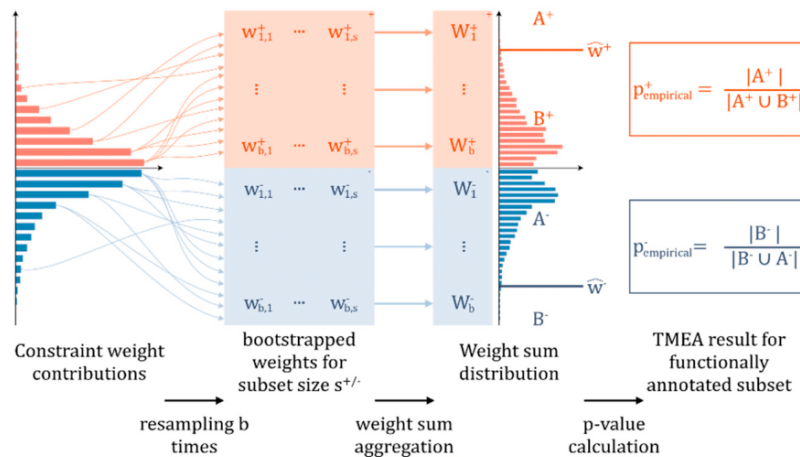 +
w⁺₁,₁ ⋯ w⁺₁,ₛ
⋮ ⋮
w⁺b,₁ ⋯ w⁺b,ₛ
-
w⁻₁,₁ ⋯ w⁻₁,ₛ
⋮ ⋮
w⁻b,₁ ⋯ w⁻b,ₛ
+
W⁺₁
⋮
W⁺b
-
W⁻₁
⋮
W⁻b
A⁺
ŵ⁺
B⁺
A⁻
ŵ⁻
B⁻
p⁺empirical = |A⁺| / |A⁺ ∪ B⁺|
p⁻empirical = |B⁻| / |B⁻ ∪ A⁻|
Constraint weight
contributions
bootstrapped
weights for
subset size s⁺/⁻
Weight sum
distribution
TMEA result for
functionally
annotated subset
resampling b
times
weight sum
aggregation
p-value
calculation